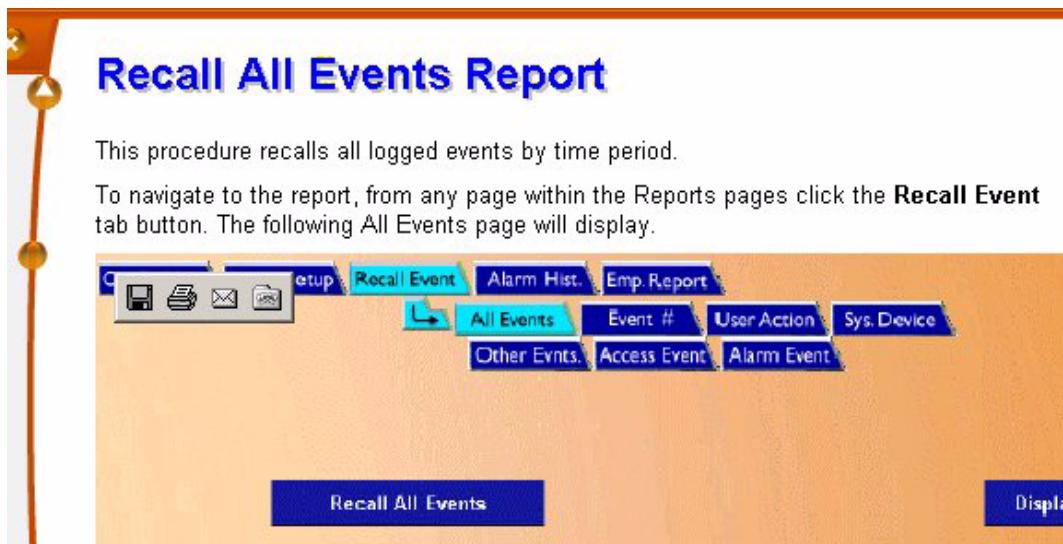 Recall All Events Report
This procedure recalls all logged events by time period.
To navigate to the report, from any page within the Reports pages click the Recall Event
tab button. The following All Events page will display.
Recall Event Alarm Hist. Emp. Report
All Events Event # User Action Sys. Device
Other Evnts. Access Event Alarm Event
Recall All Events